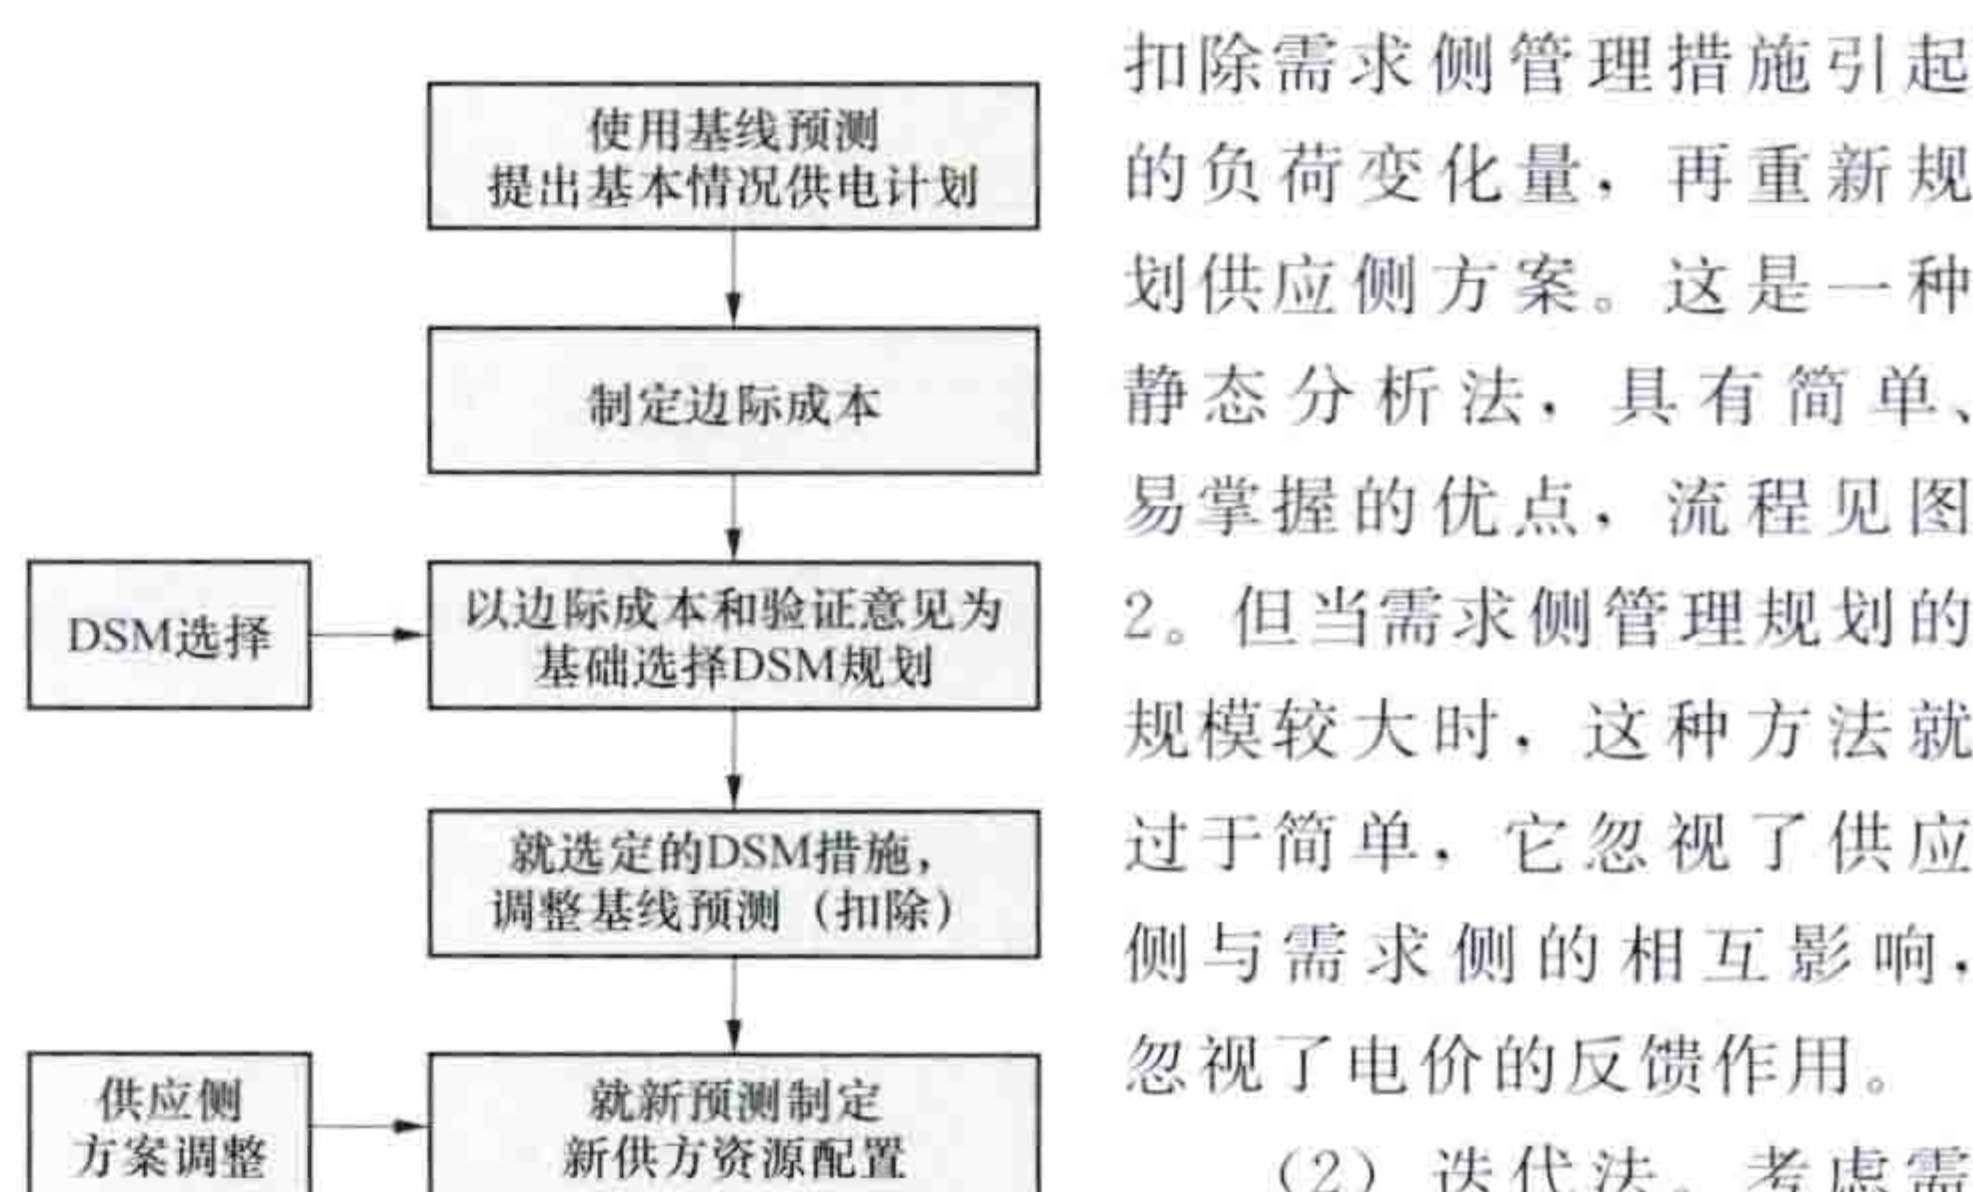 使用基线预测
提出基本情况供电计划
制定边际成本
DSM选择
以边际成本和验证意见为
基础选择DSM规划
就选定的DSM措施，
调整基线预测（扣除）
供应侧
方案调整
就新预测制定
新供方资源配置
扣除需求侧管理措施引起
的负荷变化量，再重新规
划供应侧方案。这是一种
静态分析法，具有简单、
易掌握的优点，流程见图
2。但当需求侧管理规划的
规模较大时，这种方法就
过于简单，它忽视了供应
侧与需求侧的相互影响，
忽视了电价的反馈作用。
（2）迭代法。考虑需